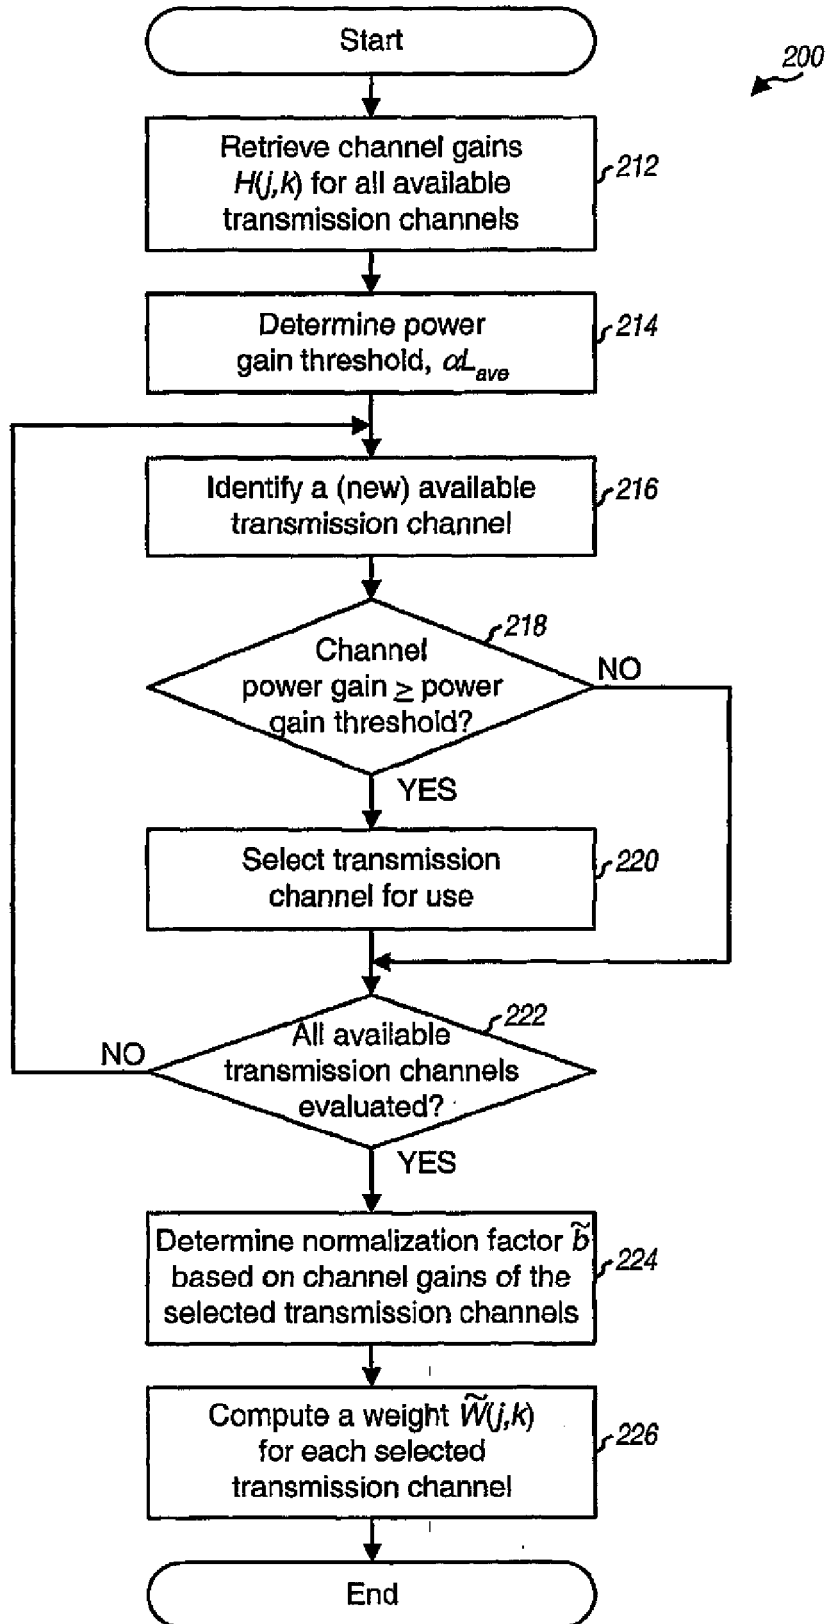 Start
200
Retrieve channel gains
H(j,k) for all available
transmission channels
212
Determine power
gain threshold, αL_ave
214
Identify a (new) available
transmission channel
216
218
Channel
power gain ≥ power
gain threshold?
NO
YES
Select transmission
channel for use
220
222
All available
transmission channels
evaluated?
NO
YES
Determine normalization factor b̃
based on channel gains of the
selected transmission channels
224
Compute a weight W̃(j,k)
for each selected
transmission channel
226
End